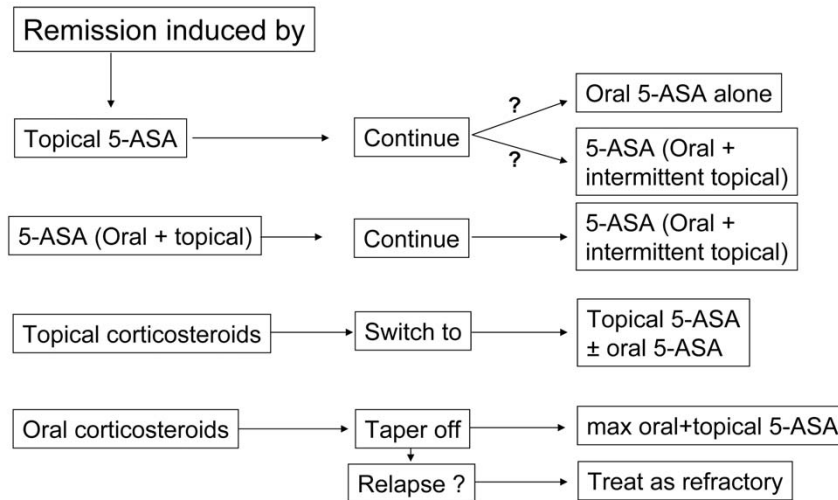 Remission induced by
?
Oral 5-ASA alone
Topical 5-ASA
Continue
?
5-ASA (Oral +
intermittent topical)
5-ASA (Oral + topical)
Continue
5-ASA (Oral +
intermittent topical)
Topical corticosteroids
Switch to
Topical 5-ASA
± oral 5-ASA
Oral corticosteroids
Taper off
max oral+topical 5-ASA
Relapse ?
Treat as refractory